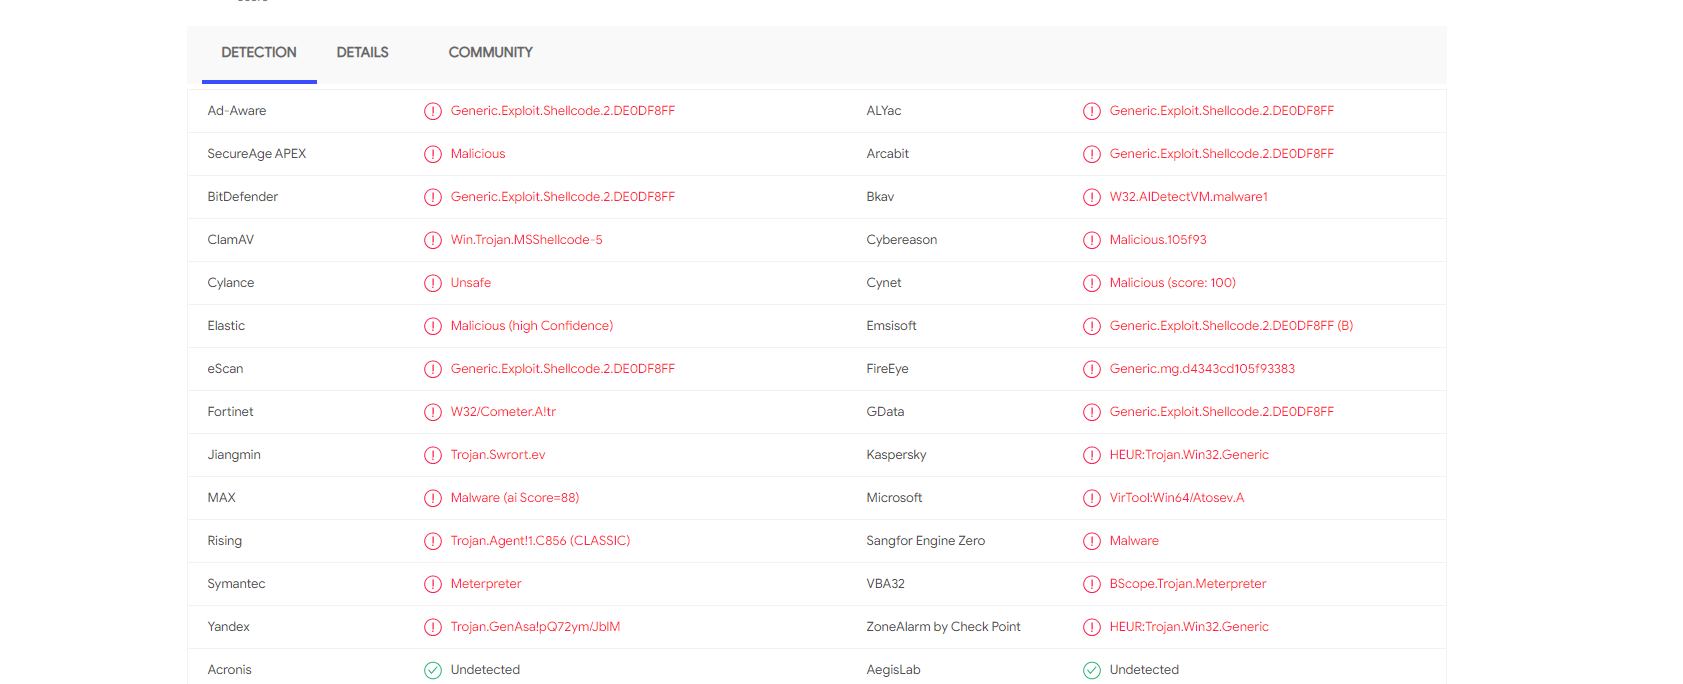 DETECTION DETAILS COMMUNITY
Ad-Aware Generic.Exploit.Shellcode.2.DE0DF8FF ALYac Generic.Exploit.Shellcode.2.DE0DF8FF
SecureAge APEX Malicious Arcabit Generic.Exploit.Shellcode.2.DE0DF8FF
BitDefender Generic.Exploit.Shellcode.2.DE0DF8FF Bkav W32.AIDetectVM.malware1
ClamAV Win.Trojan.MSShellcode-5 Cybereason Malicious.105f93
Cylance Unsafe Cynet Malicious (score: 100)
Elastic Malicious (high Confidence) Emsisoft Generic.Exploit.Shellcode.2.DE0DF8FF (B)
eScan Generic.Exploit.Shellcode.2.DE0DF8FF FireEye Generic.mg.d4343cd105f93383
Fortinet W32/Cometer.A!tr GData Generic.Exploit.Shellcode.2.DE0DF8FF
Jiangmin Trojan.Swrort.ev Kaspersky HEUR:Trojan.Win32.Generic
MAX Malware (ai Score=88) Microsoft VirTool:Win64/Atosev.A
Rising Trojan.Agent!1.C856 (CLASSIC) Sangfor Engine Zero Malware
Symantec Meterpreter VBA32 BScope.Trojan.Meterpreter
Yandex Trojan.GenAsa!pQ72ym/JbIM ZoneAlarm by Check Point HEUR:Trojan.Win32.Generic
Acronis Undetected AegisLab Undetected